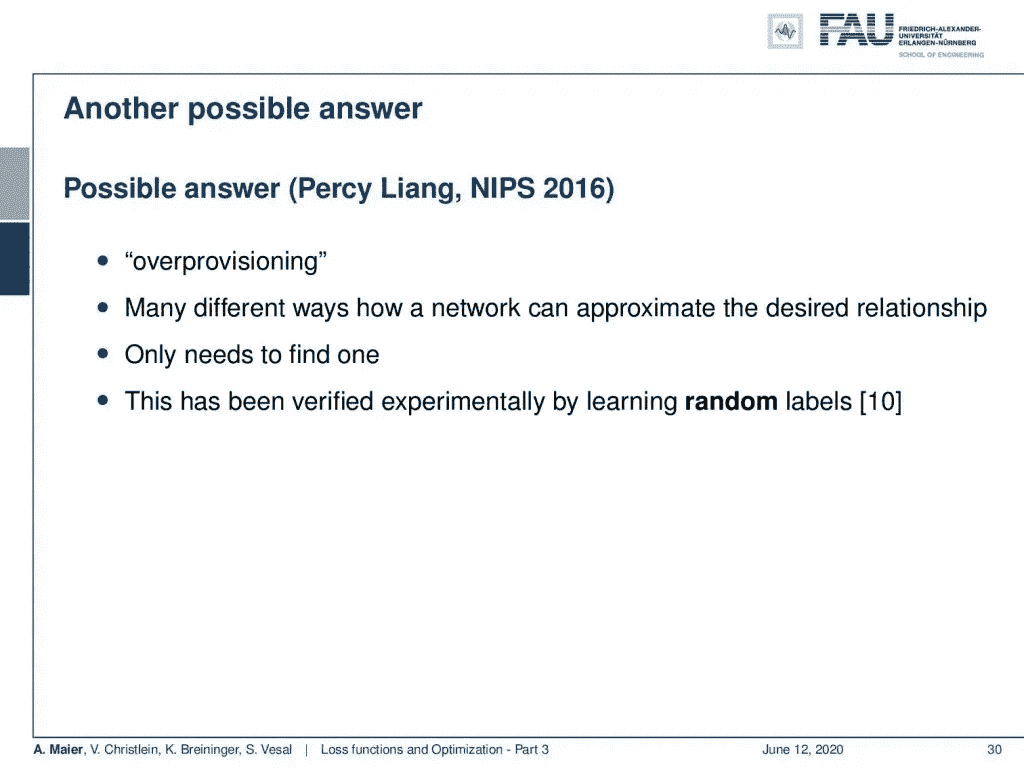 FAU
FRIEDRICH-ALEXANDER-
UNIVERSITÄT
ERLANGEN-NÜRNBERG
SCHOOL OF ENGINEERING
Another possible answer
Possible answer (Percy Liang, NIPS 2016)
• “overprovisioning”
• Many different ways how a network can approximate the desired relationship
• Only needs to find one
• This has been verified experimentally by learning random labels [10]
A. Maier, V. Christlein, K. Breininger, S. Vesal | Loss functions and Optimization - Part 3 June 12, 2020 30